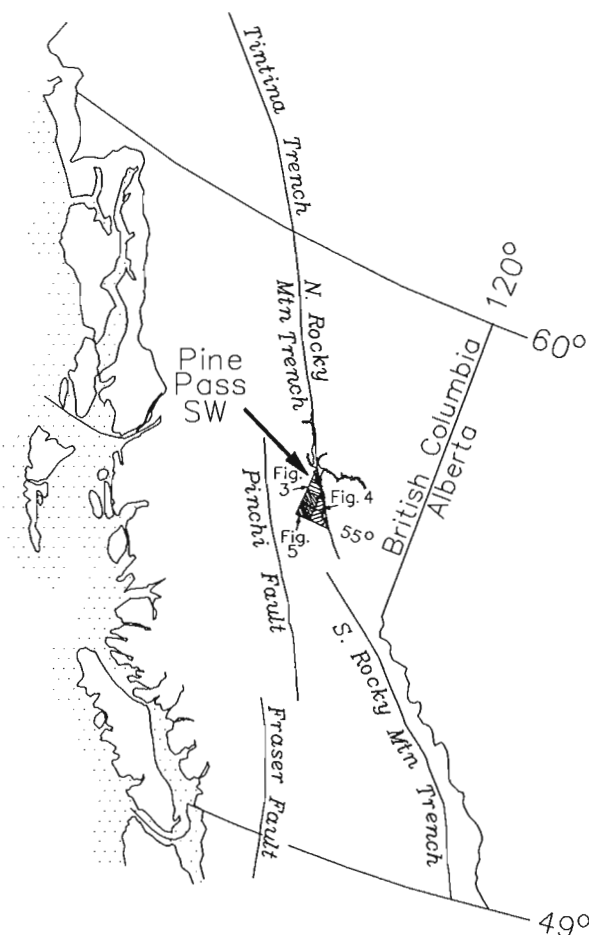 Tintina Trench
120°
60°
N. Rocky
Mtn Trench
British Columbia
Alberta
Pine
Pass
SW
Fig.
3
Fig. 4
Fig.
5
55°
Pinchi Fault
S. Rocky Mtn Trench
Fraser Fault
49°